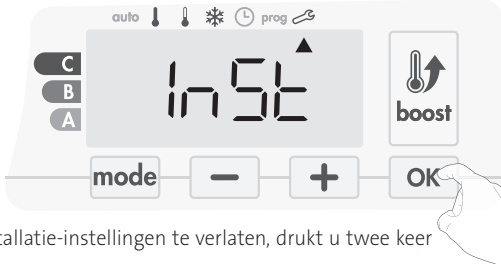 auto prog
C
B
A
InSt
boost
mode - + OK
tallatie-instellingen te verlaten, drukt u twee keer